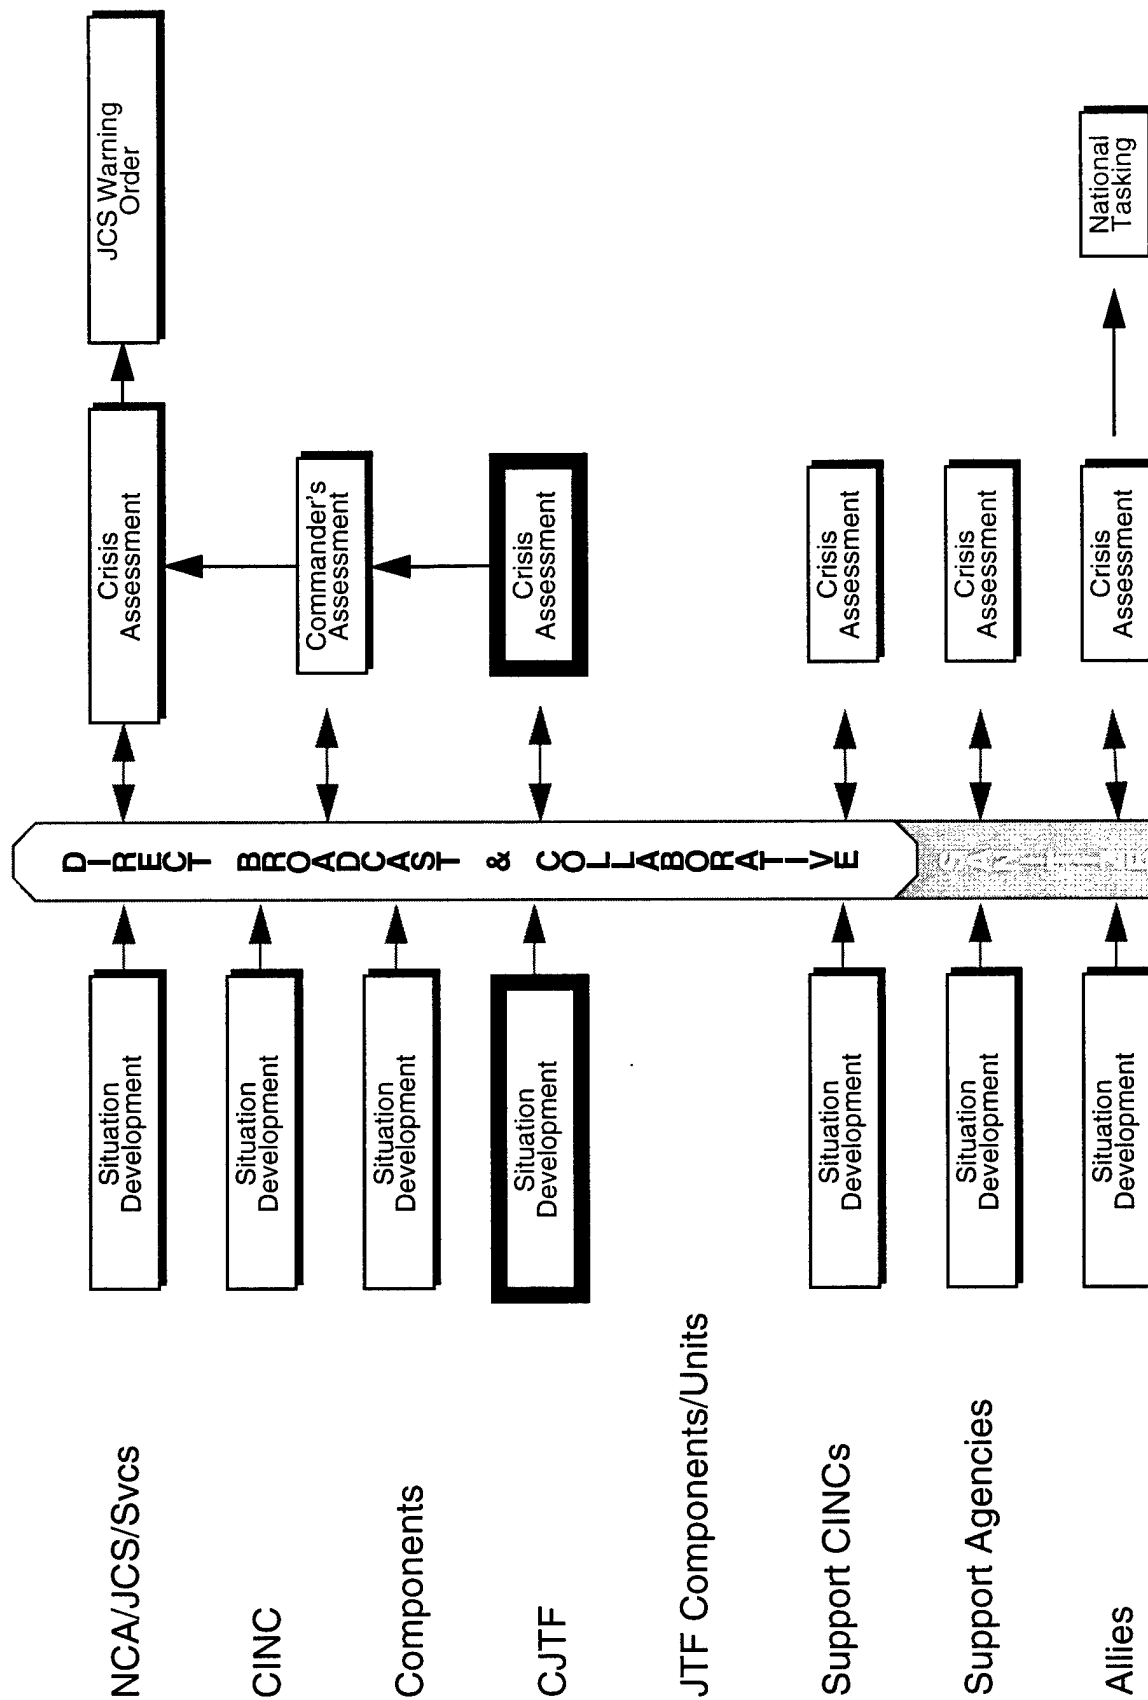 NCA/JCS/Svcs
Situation
Development
Crisis
Assessment
JCS Warning
Order
CINC
Situation
Development
Commander's
Assessment
Components
Situation
Development
CJTF
Situation
Development
Crisis
Assessment
JTF Components/Units
Support CINCs
Situation
Development
Crisis
Assessment
Support Agencies
Situation
Development
Crisis
Assessment
Allies
Situation
Development
Crisis
Assessment
National
Tasking
DIRECT BROADCAST & COLLABORATIVE